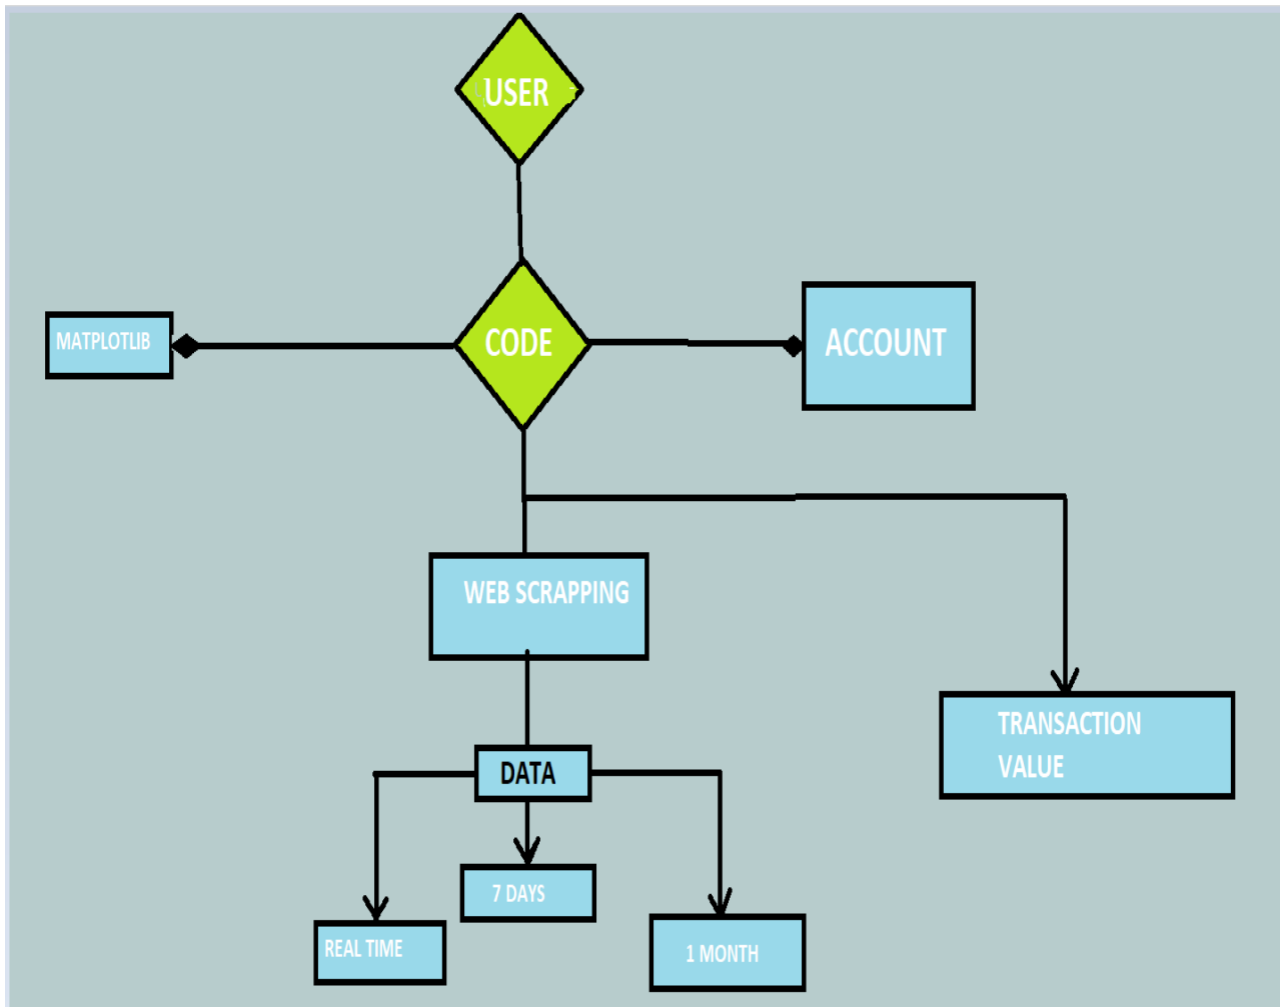 USER
MATPLOTLIB
CODE
ACCOUNT
WEB SCRAPPING
TRANSACTION
VALUE
DATA
7 DAYS
REAL TIME
1 MONTH